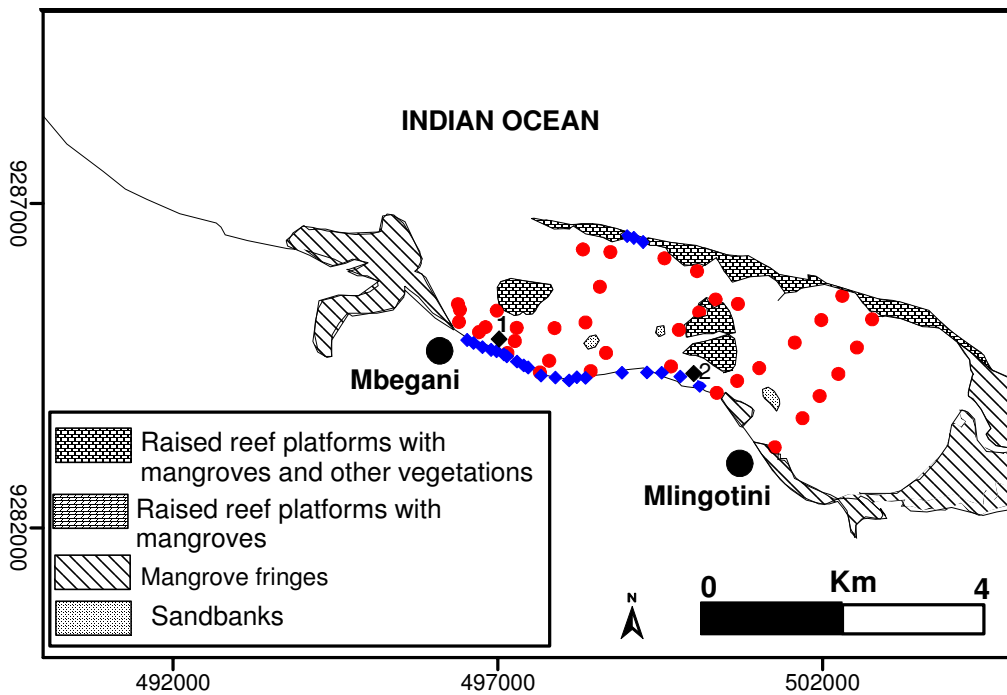 INDIAN OCEAN
9287000
1
Mbegani
2
Mlingotini
Raised reef platforms with
mangroves and other vegetations
Raised reef platforms with
mangroves
Mangrove fringes
Sandbanks
9282000
N
0 Km 4
492000 497000 502000